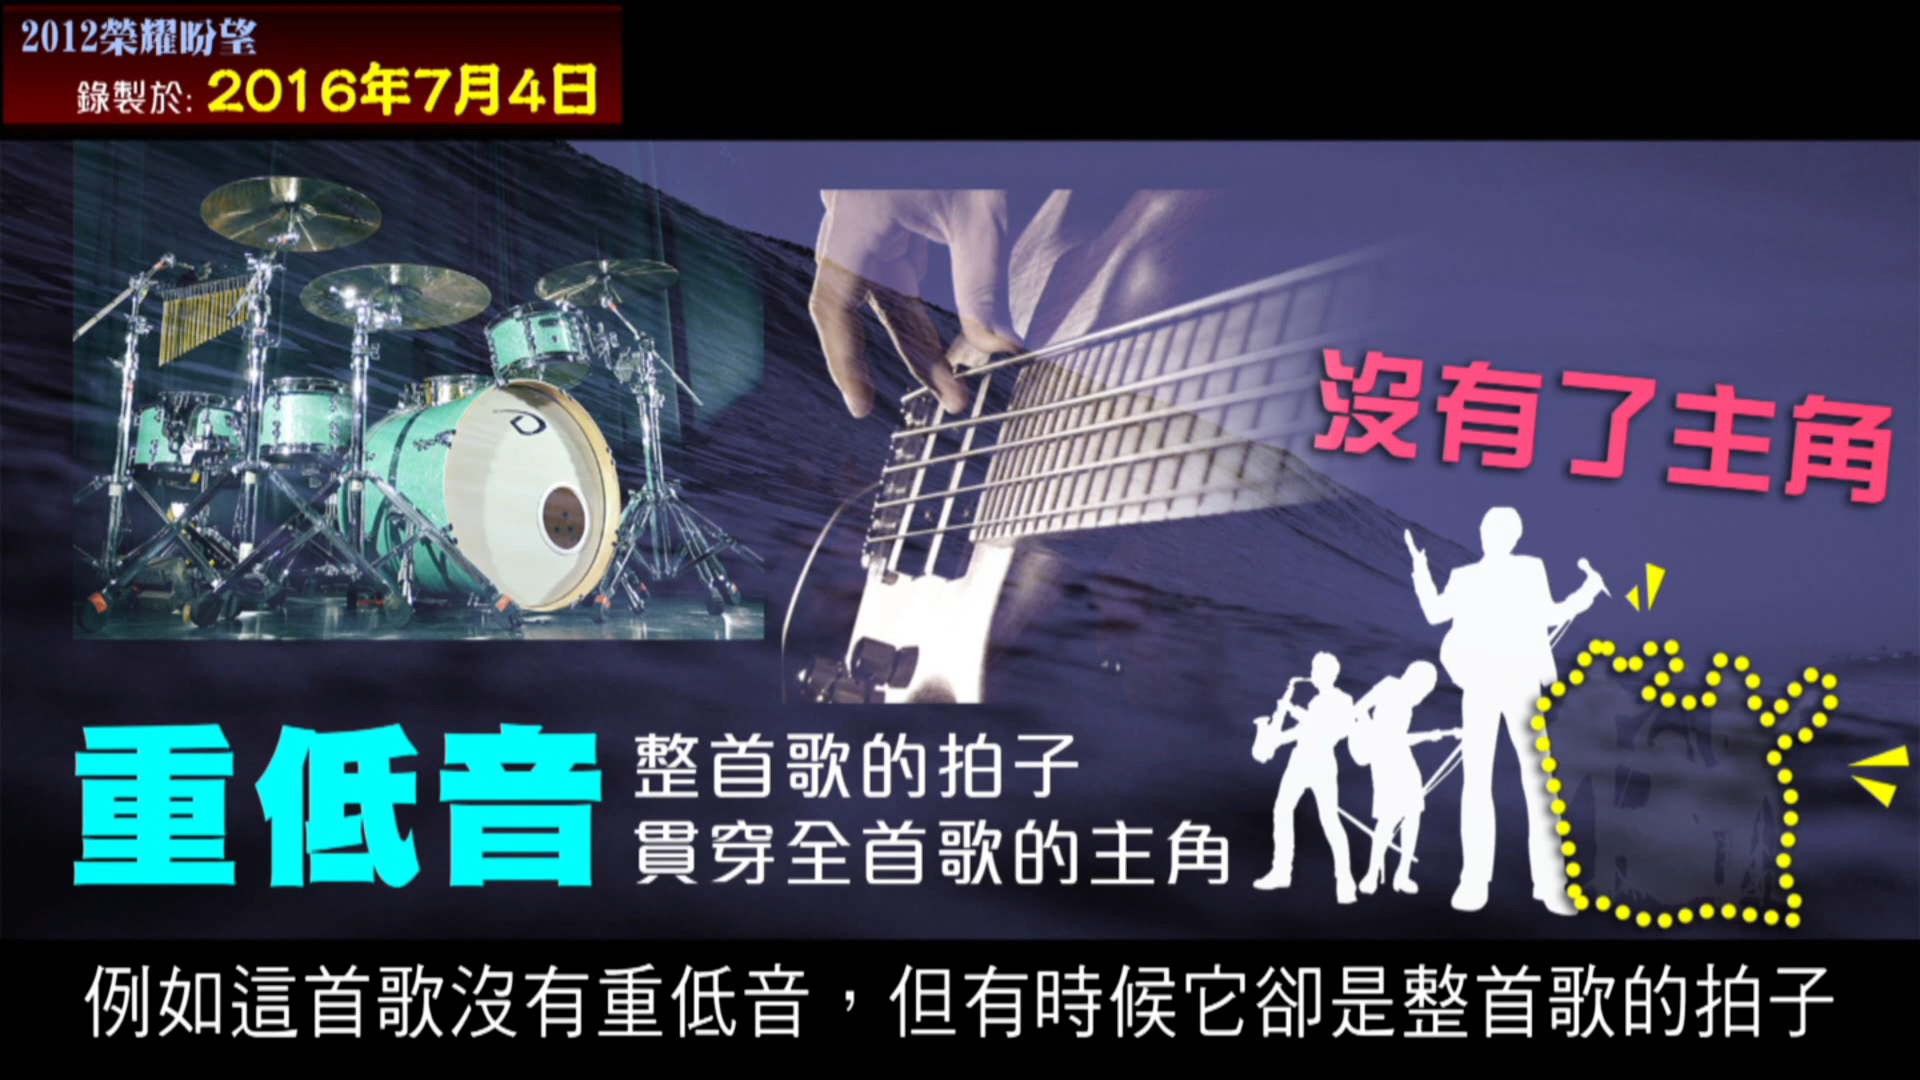 2012榮耀盼望
錄製於: 2016年7月4日
沒有了主角
重低音
整首歌的拍子
貫穿全首歌的主角
例如這首歌沒有重低音，但有時候它卻是整首歌的拍子